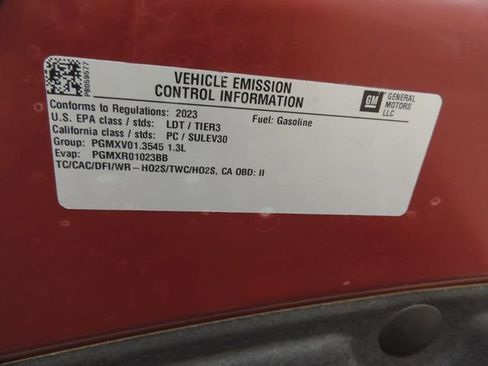 PB059577
VEHICLE EMISSION
CONTROL INFORMATION
GM
GENERAL
MOTORS
LLC
Conforms to Regulations: 2023
Fuel: Gasoline
U.S. EPA class / stds: LDT / TIER3
California class / stds: PC / SULEV30
Group: PGMXV01.3545 1.3L
Evap: PGMXR01023BB
TC/CAC/DFI/WR-HO2S/TWC/HO2S, CA OBD: II